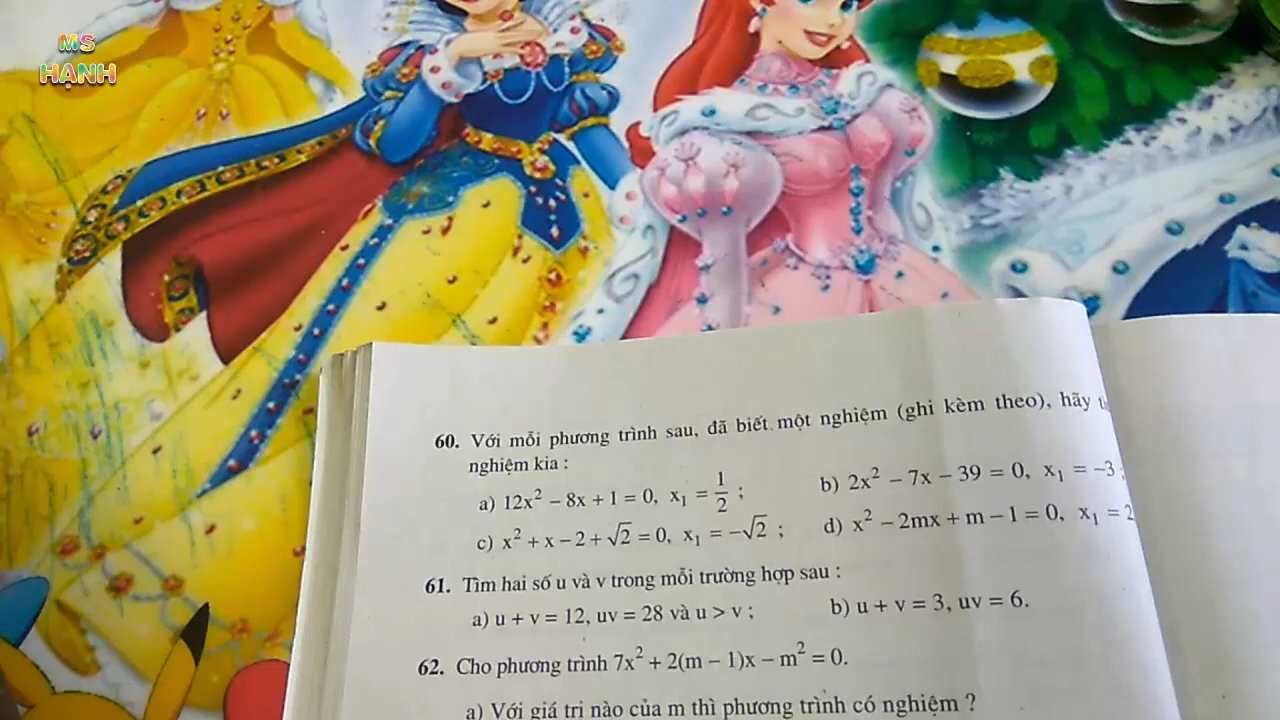 MS
HẠNH
60. Với mỗi phương trình sau, đã biết một nghiệm (ghi kèm theo), hãy
nghiệm kia :
a) 12x² – 8x + 1 = 0, x₁ = 1/2 ; b) 2x² – 7x – 39 = 0, x₁ = –3
c) x² + x – 2 + √2 = 0, x₁ = –√2 ; d) x² – 2mx + m – 1 = 0, x₁ = 2
61. Tìm hai số u và v trong mỗi trường hợp sau :
a) u + v = 12, uv = 28 và u > v ; b) u + v = 3, uv = 6.
62. Cho phương trình 7x² + 2(m – 1)x – m² = 0.
a) Với giá trị nào của m thì phương trình có nghiệm ?